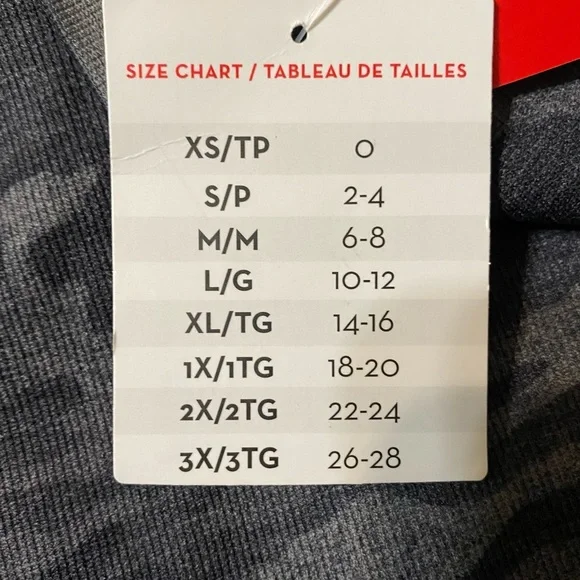 SIZE CHART / TABLEAU DE TAILLES
XS/TP 0
S/P 2-4
M/M 6-8
L/G 10-12
XL/TG 14-16
1X/1TG 18-20
2X/2TG 22-24
3X/3TG 26-28